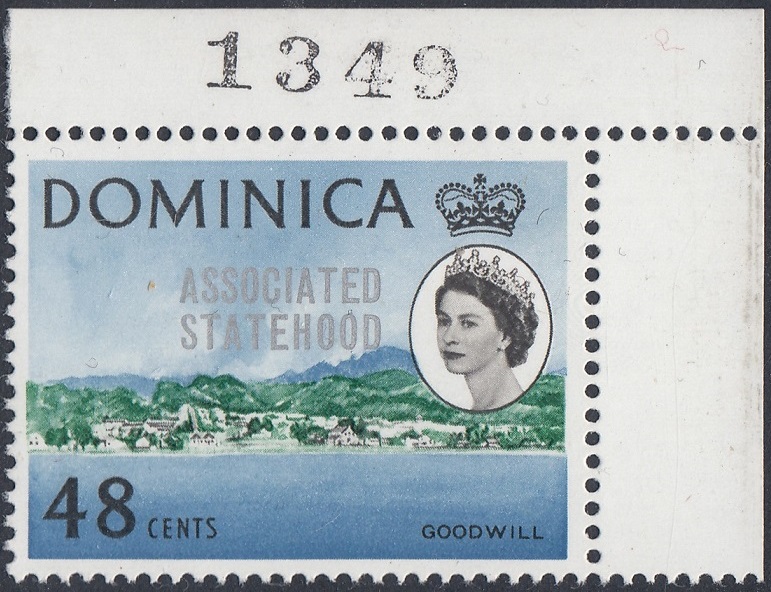 1349
DOMINICA
ASSOCIATED
STATEHOOD
48 CENTS
GOODWILL